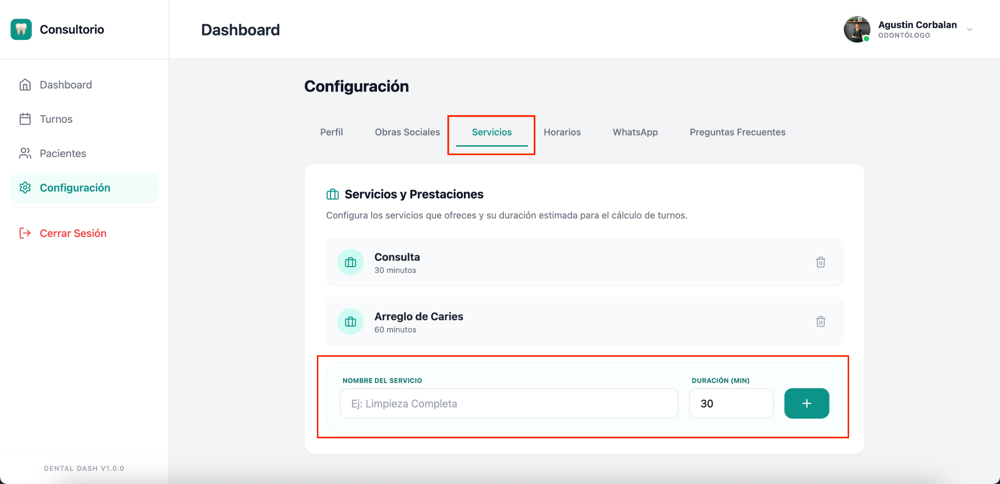 Consultorio
Dashboard
Agustin Corbalan
ODONTÓLOGO
Dashboard
Turnos
Pacientes
Configuración
Cerrar Sesión
DENTAL DASH V1.0.0
Configuración
Perfil
Obras Sociales
Servicios
Horarios
WhatsApp
Preguntas Frecuentes
Servicios y Prestaciones
Configura los servicios que ofreces y su duración estimada para el cálculo de turnos.
Consulta
30 minutos
Arreglo de Caries
60 minutos
NOMBRE DEL SERVICIO
Ej: Limpieza Completa
DURACIÓN (MIN)
30
+